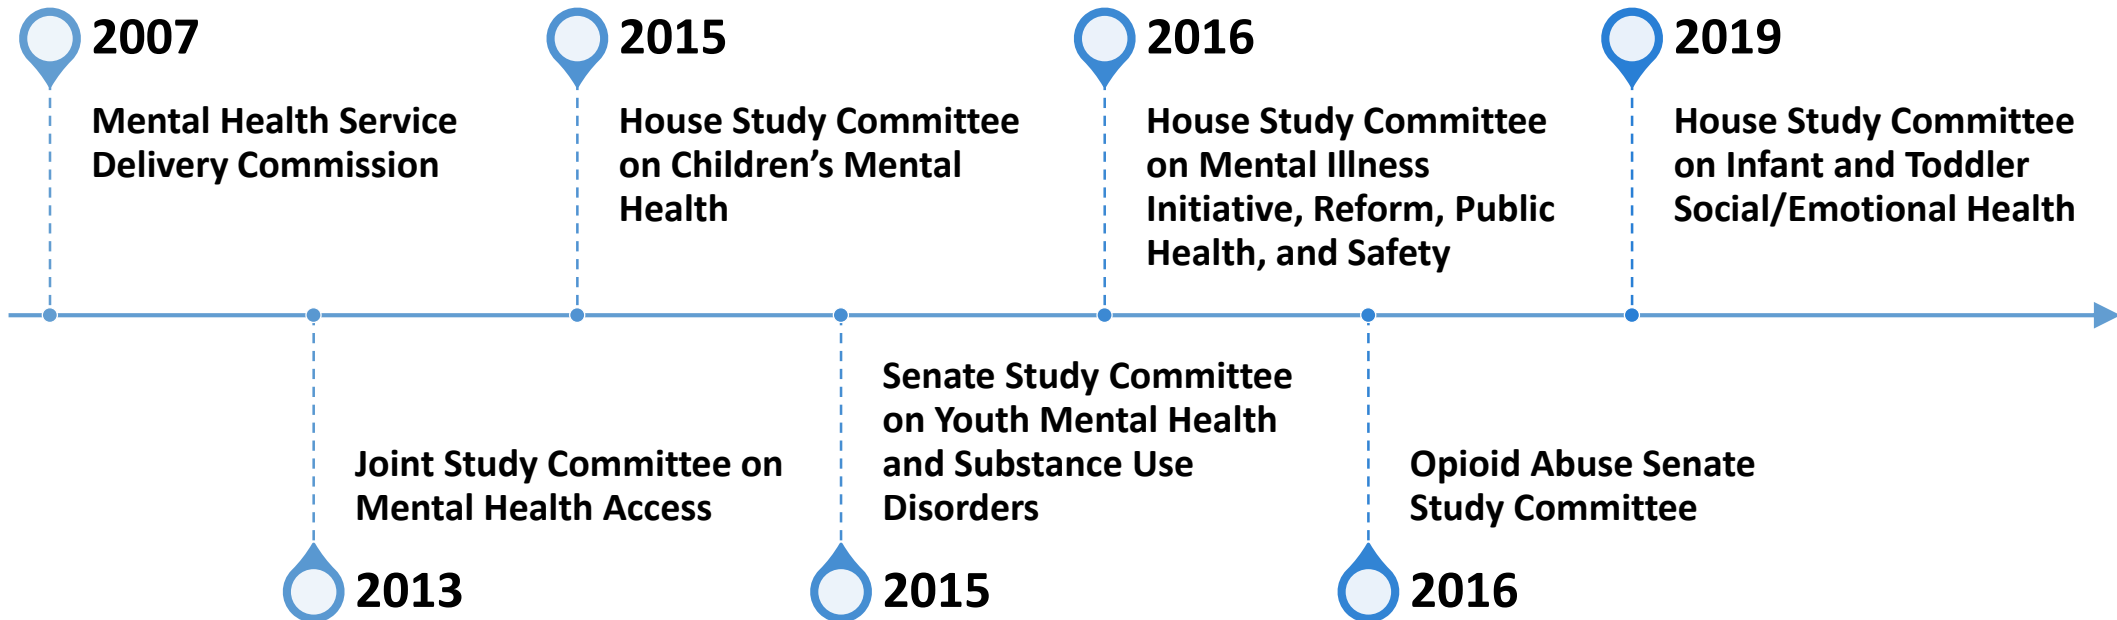 2007
Mental Health Service
Delivery Commission
2015
House Study Committee
on Children’s Mental
Health
2016
House Study Committee
on Mental Illness
Initiative, Reform, Public
Health, and Safety
2019
House Study Committee
on Infant and Toddler
Social/Emotional Health
Joint Study Committee on
Mental Health Access
2013
Senate Study Committee
on Youth Mental Health
and Substance Use
Disorders
2015
Opioid Abuse Senate
Study Committee
2016